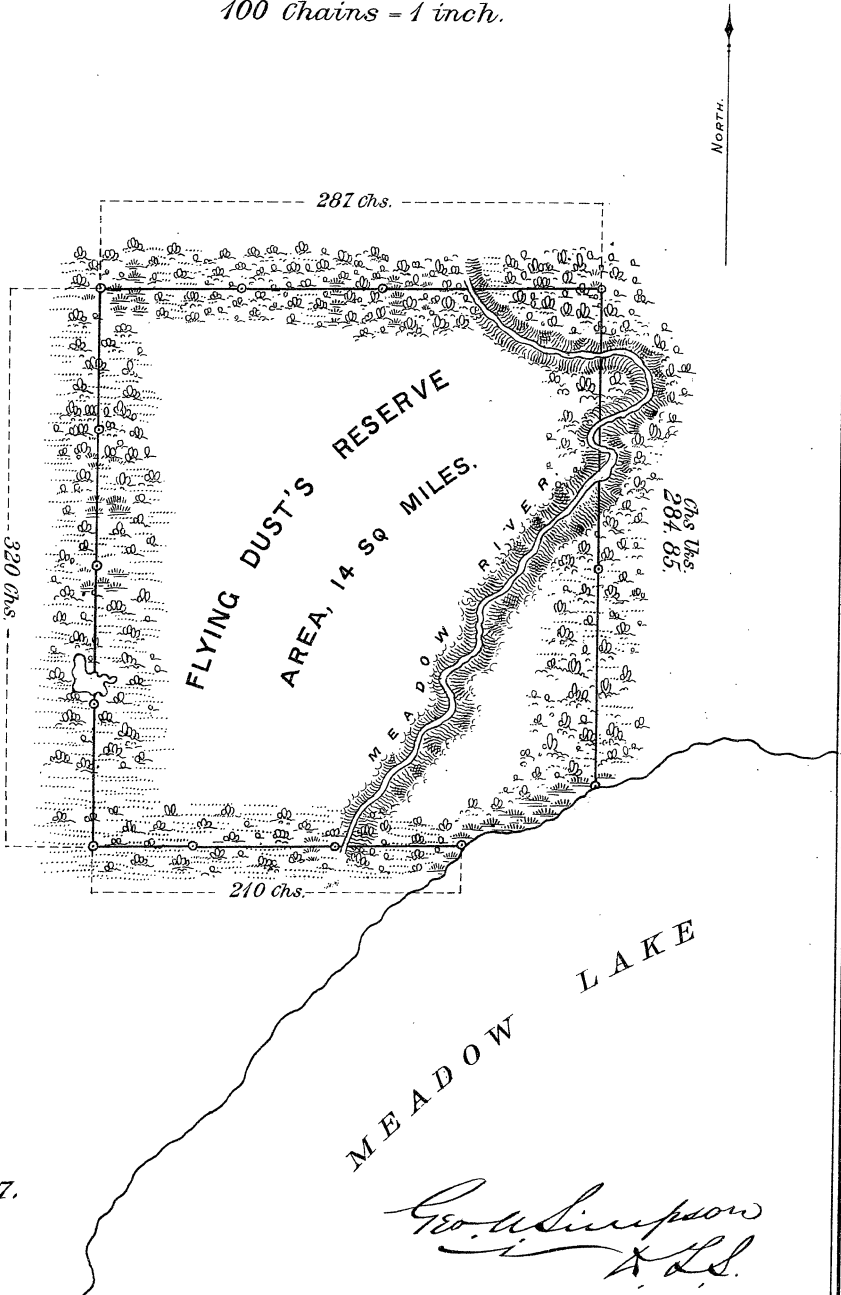 100 Chains = 1 inch.
NORTH.
287 Chs.
320 Chs.
FLYING DUST'S RESERVE
AREA, 14 SQ MILES.
MEADOW RIVER
Chs Lks
284.85.
210 Chs.
MEADOW LAKE
7.
Geo. A Simpson
D.L.S.